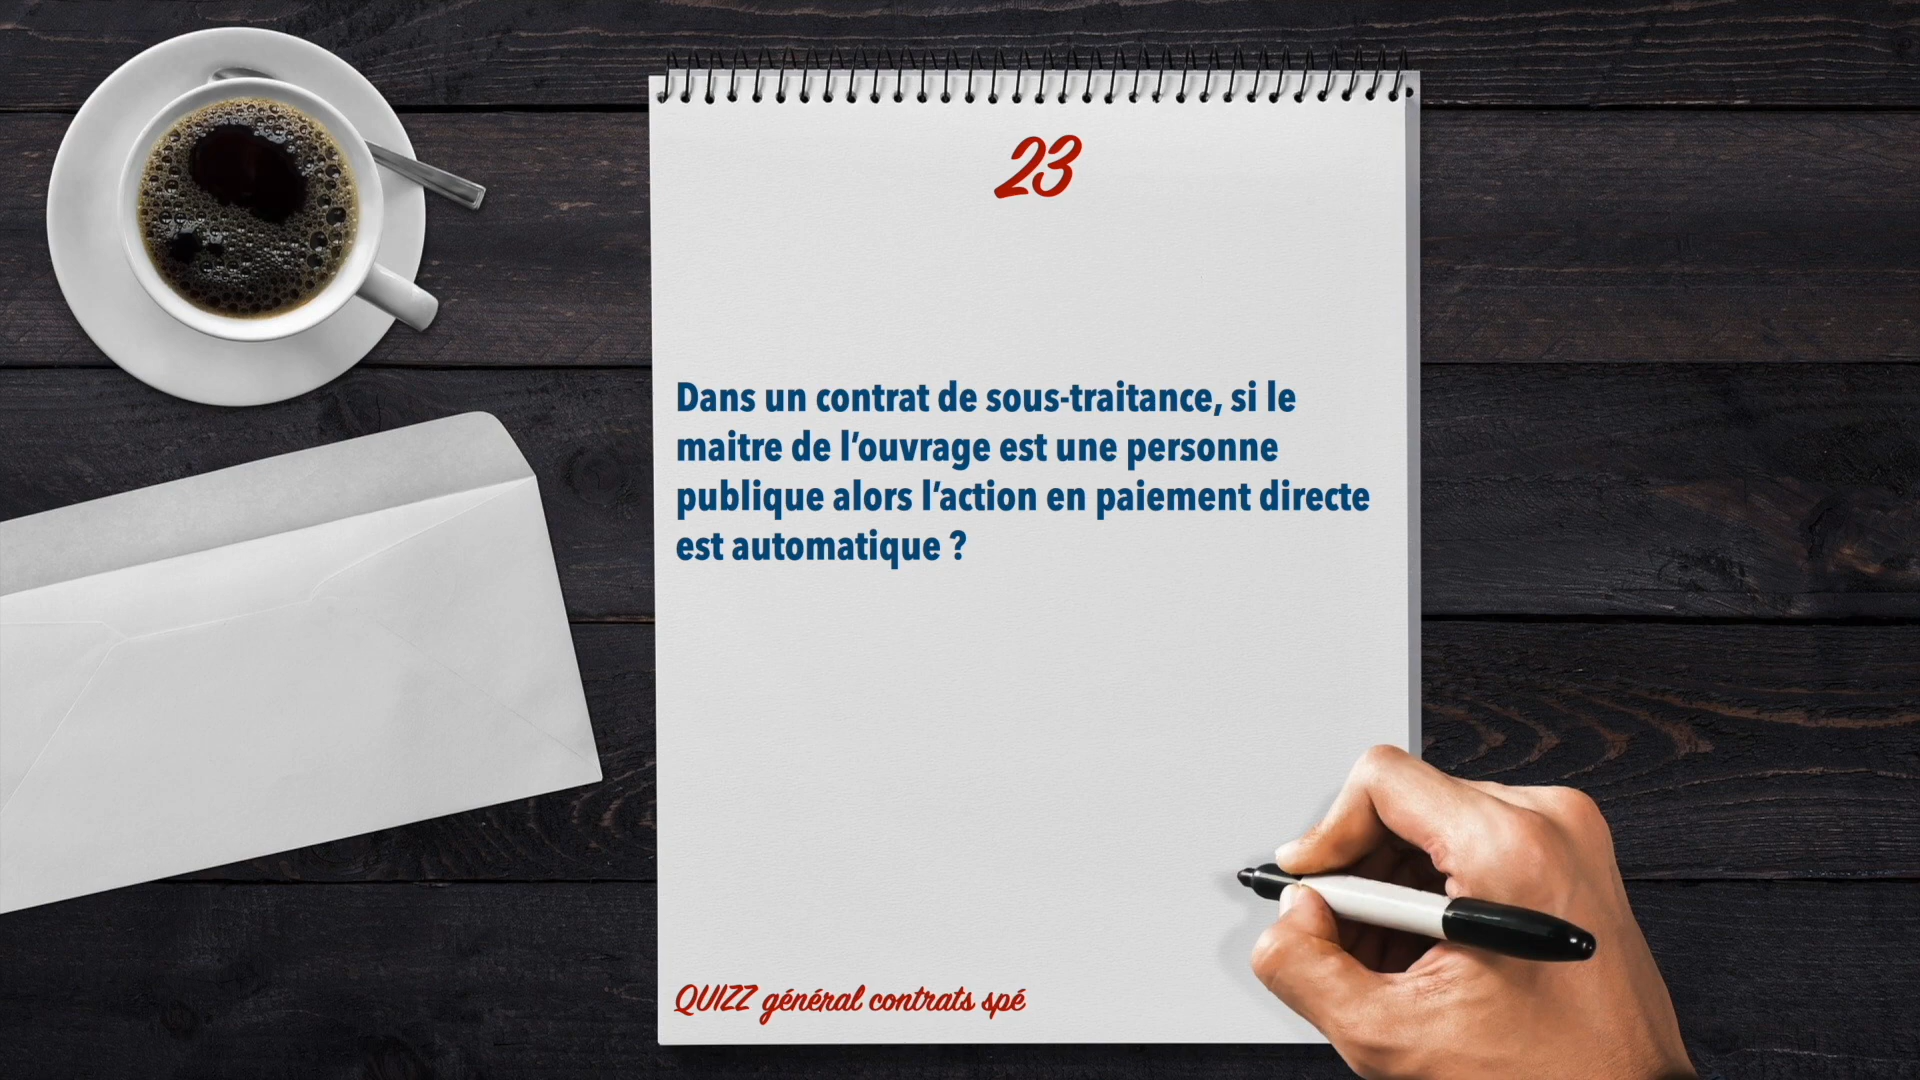 23
Dans un contrat de sous-traitance, si le
maitre de l’ouvrage est une personne
publique alors l’action en paiement directe
est automatique ?
QUIZZ général contrats spé